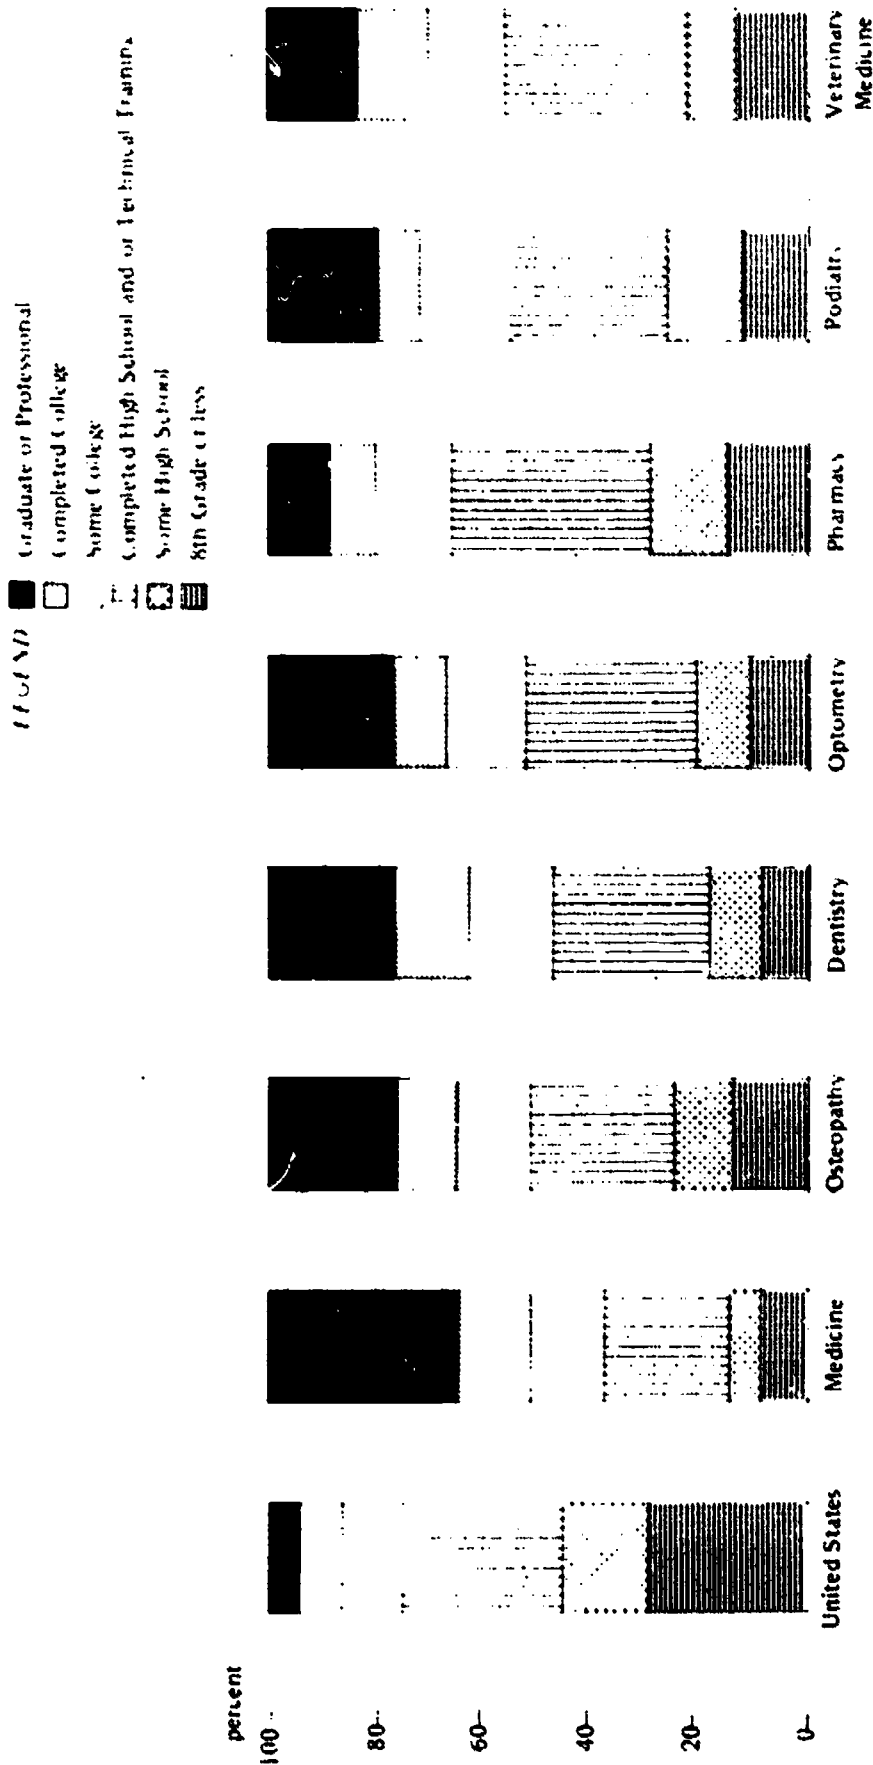 LEGEND
Graduate or Professional
Completed College
Some College
Completed High School and or Technical Training
Some High School
8th Grade or less
percent
100
80
60
40
20
0
United States
Medicine
Osteopathy
Dentistry
Optometry
Pharmacy
Podiatry
Veterinary
Medicine